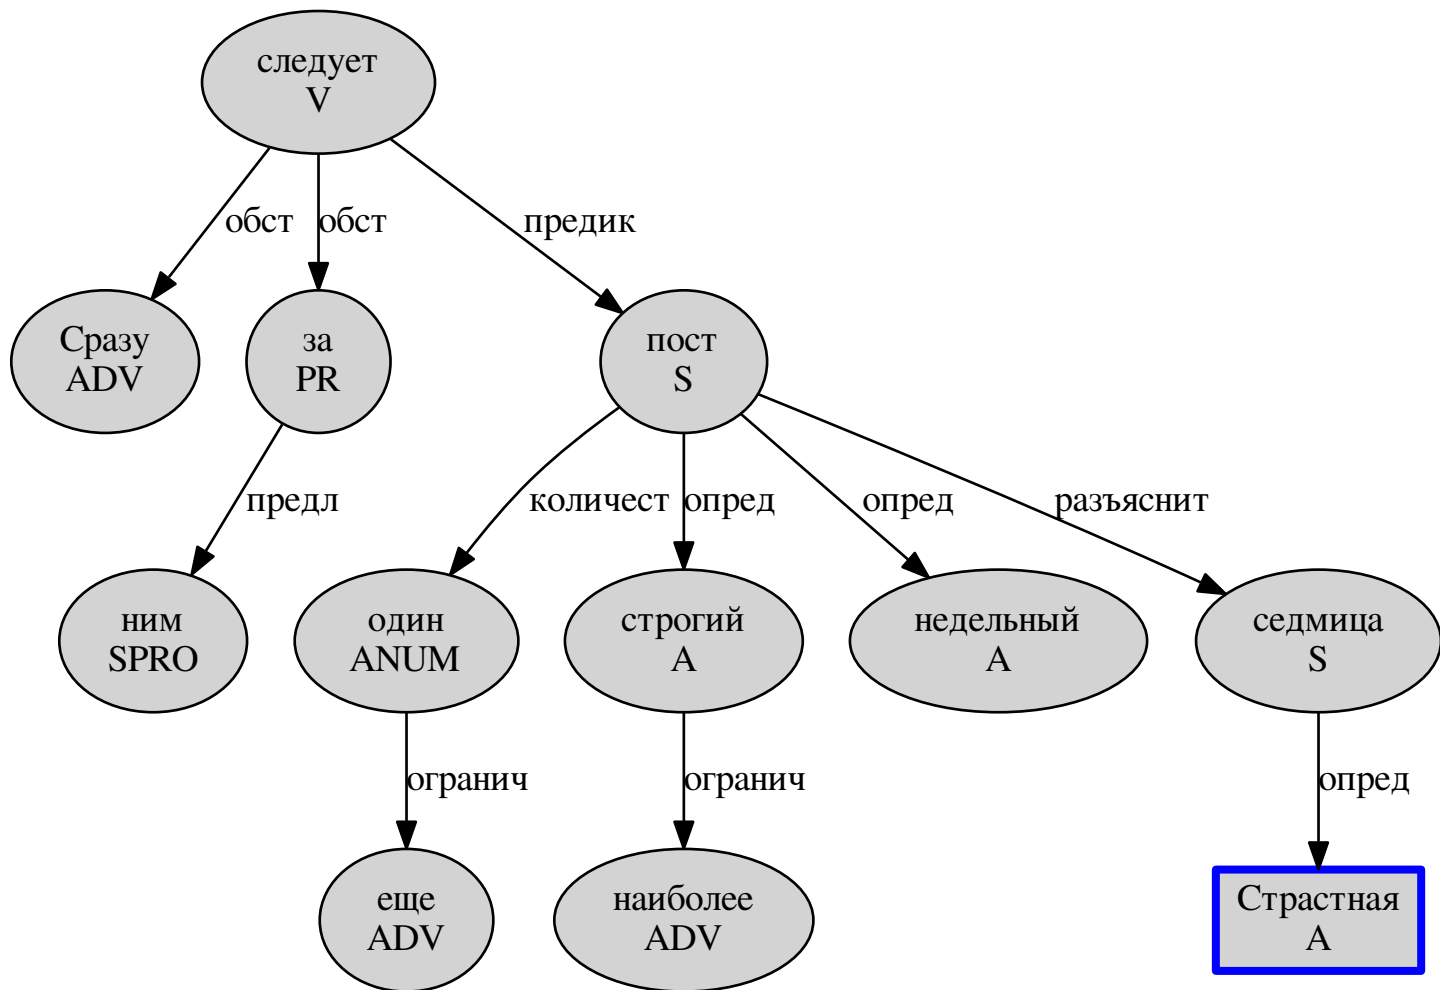 следует
V
обст
обст
предик
Сразу
ADV
за
PR
пост
S
предл
количест
опред
опред
разъяснит
ним
SPRO
один
ANUM
строгий
A
недельный
A
седмица
S
огранич
огранич
опред
еще
ADV
наиболее
ADV
Страстная
A